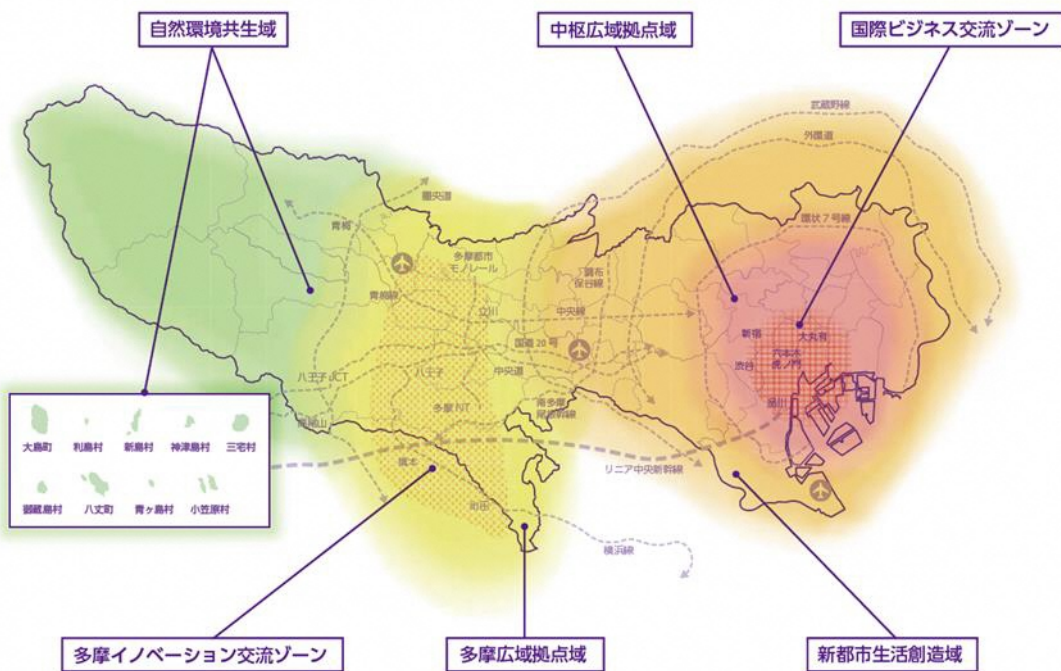 自然環境共生域
中枢広域拠点域
国際ビジネス交流ゾーン
武蔵野線
外環道
圏央道
環状7号線
青梅
多摩都市
モノレール
調布
保谷線
青梅線
立川
中央線
新宿
大丸有
国道20号
六本木
虎ノ門
渋谷
八王子JCT
八王子
中央道
品川
多摩NT
南多摩
尾根幹線
高尾山
橋本
リニア中央新幹線
町田
横浜線
大島町
利島村
新島村
神津島村
三宅村
御蔵島村
八丈町
青ヶ島村
小笠原村
多摩イノベーション交流ゾーン
多摩広域拠点域
新都市生活創造域